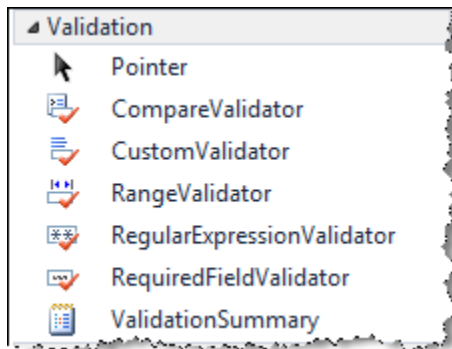 Validation
Pointer
CompareValidator
CustomValidator
RangeValidator
RegularExpressionValidator
RequiredFieldValidator
ValidationSummary